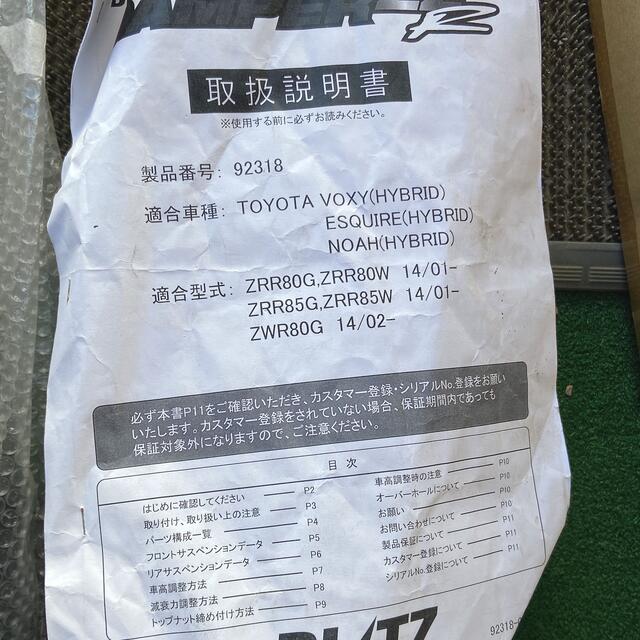 DAMPER ZZR
取扱説明書
※使用する前に必ずお読みください。
製品番号: 92318
適合車種: TOYOTA VOXY(HYBRID)
ESQUIRE(HYBRID)
NOAH(HYBRID)
適合型式: ZRR80G,ZRR80W 14/01-
ZRR85G,ZRR85W 14/01-
ZWR80G 14/02-
必ず本書P11をご確認いただき、カスタマー登録・シリアルNo.登録をお願い
いたします。カスタマー登録をされていない場合、保証期間内であっても
保証対象外になりますので、ご注意ください。
目 次
はじめに確認してください P2
取り付け、取り扱い上の注意 P3
パーツ構成一覧 P4
フロントサスペンションデータ P5
リアサスペンションデータ P6
車高調整方法 P7
減衰力調整方法 P8
トップナット締め付け方法 P9
車高調整時の注意 P10
オーバーホールについて P10
お願い P10
お問い合わせについて P10
製品保証について P11
カスタマー登録について P11
シリアルNo.登録について P11
BLITZ
92318-